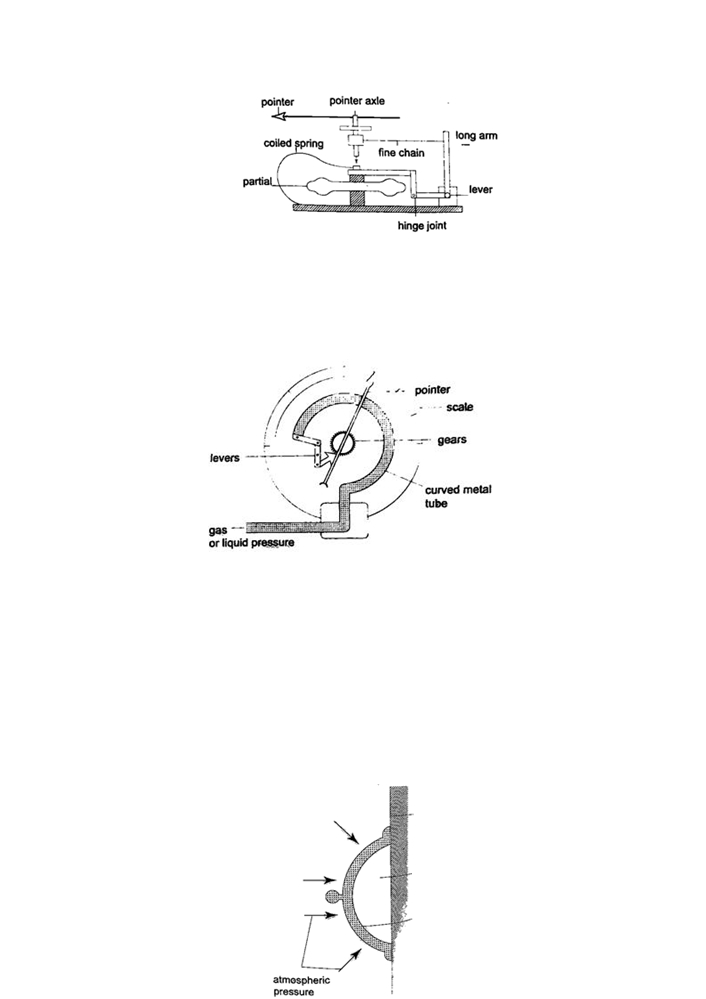 pointer
pointer axle
coiled spring
fine chain
long arm
partial
lever
hinge joint
pointer
scale
gears
levers
curved metal
tube
gas
or liquid pressure
atmospheric
pressure